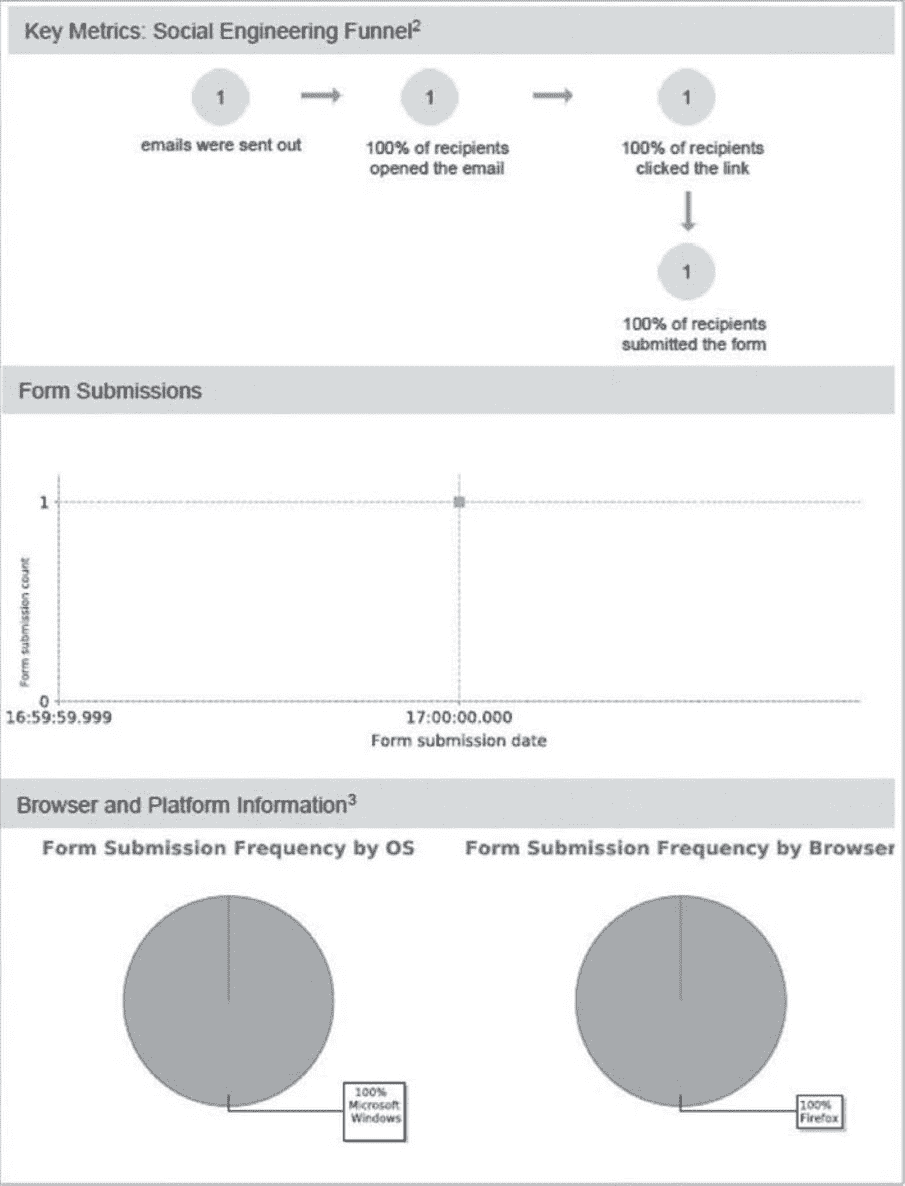 Key Metrics: Social Engineering Funnel²
1
1
1
emails were sent out
100% of recipients
opened the email
100% of recipients
clicked the link
1
100% of recipients
submitted the form
Form Submissions
1
Form submission count
0
16:59:59.999
17:00:00.000
Form submission date
Browser and Platform Information³
Form Submission Frequency by OS
Form Submission Frequency by Browser
100%
Microsoft
Windows
100%
Firefox